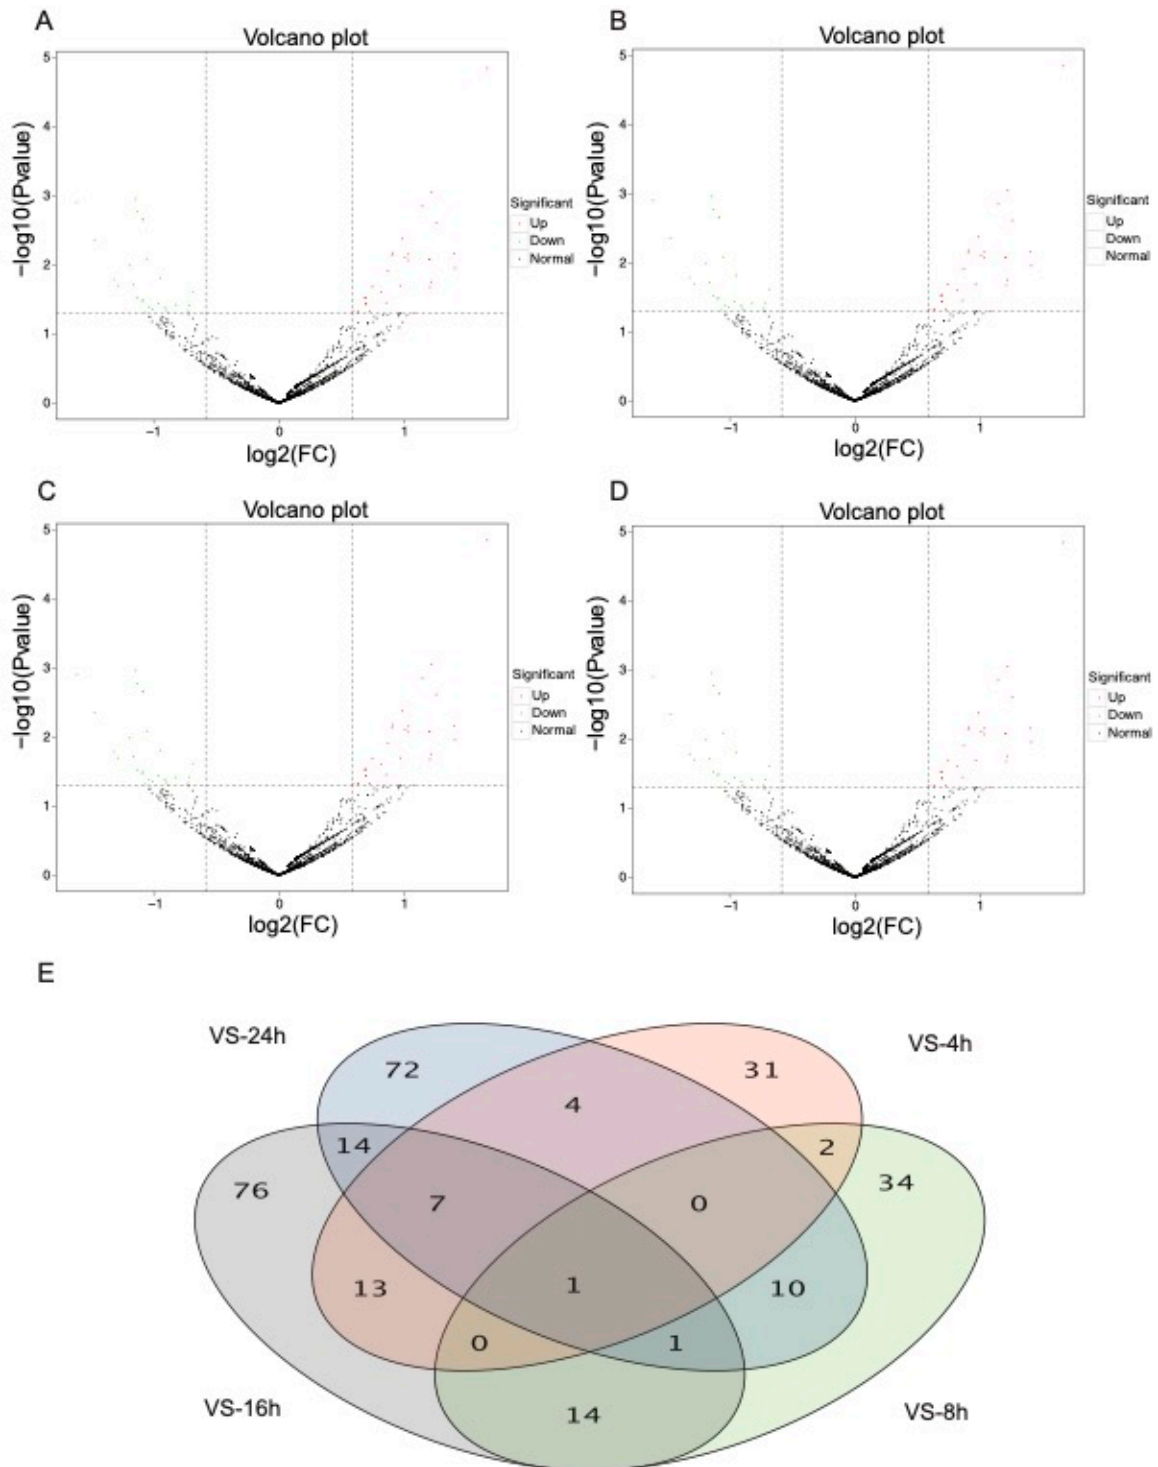 A
Volcano plot
5
4
3
2
1
0
−log10(Pvalue)
−1
0
1
log2(FC)
Significant
Up
Down
Normal
B
Volcano plot
5
4
3
2
1
0
−log10(Pvalue)
−1
0
1
log2(FC)
Significant
Up
Down
Normal
C
Volcano plot
5
4
3
2
1
0
−log10(Pvalue)
−1
0
1
log2(FC)
Significant
Up
Down
Normal
D
Volcano plot
5
4
3
2
1
0
−log10(Pvalue)
−1
0
1
log2(FC)
Significant
Up
Down
Normal
E
VS-24h
VS-4h
72
31
4
14
2
76
34
7
0
13
1
10
0
1
VS-16h
VS-8h
14